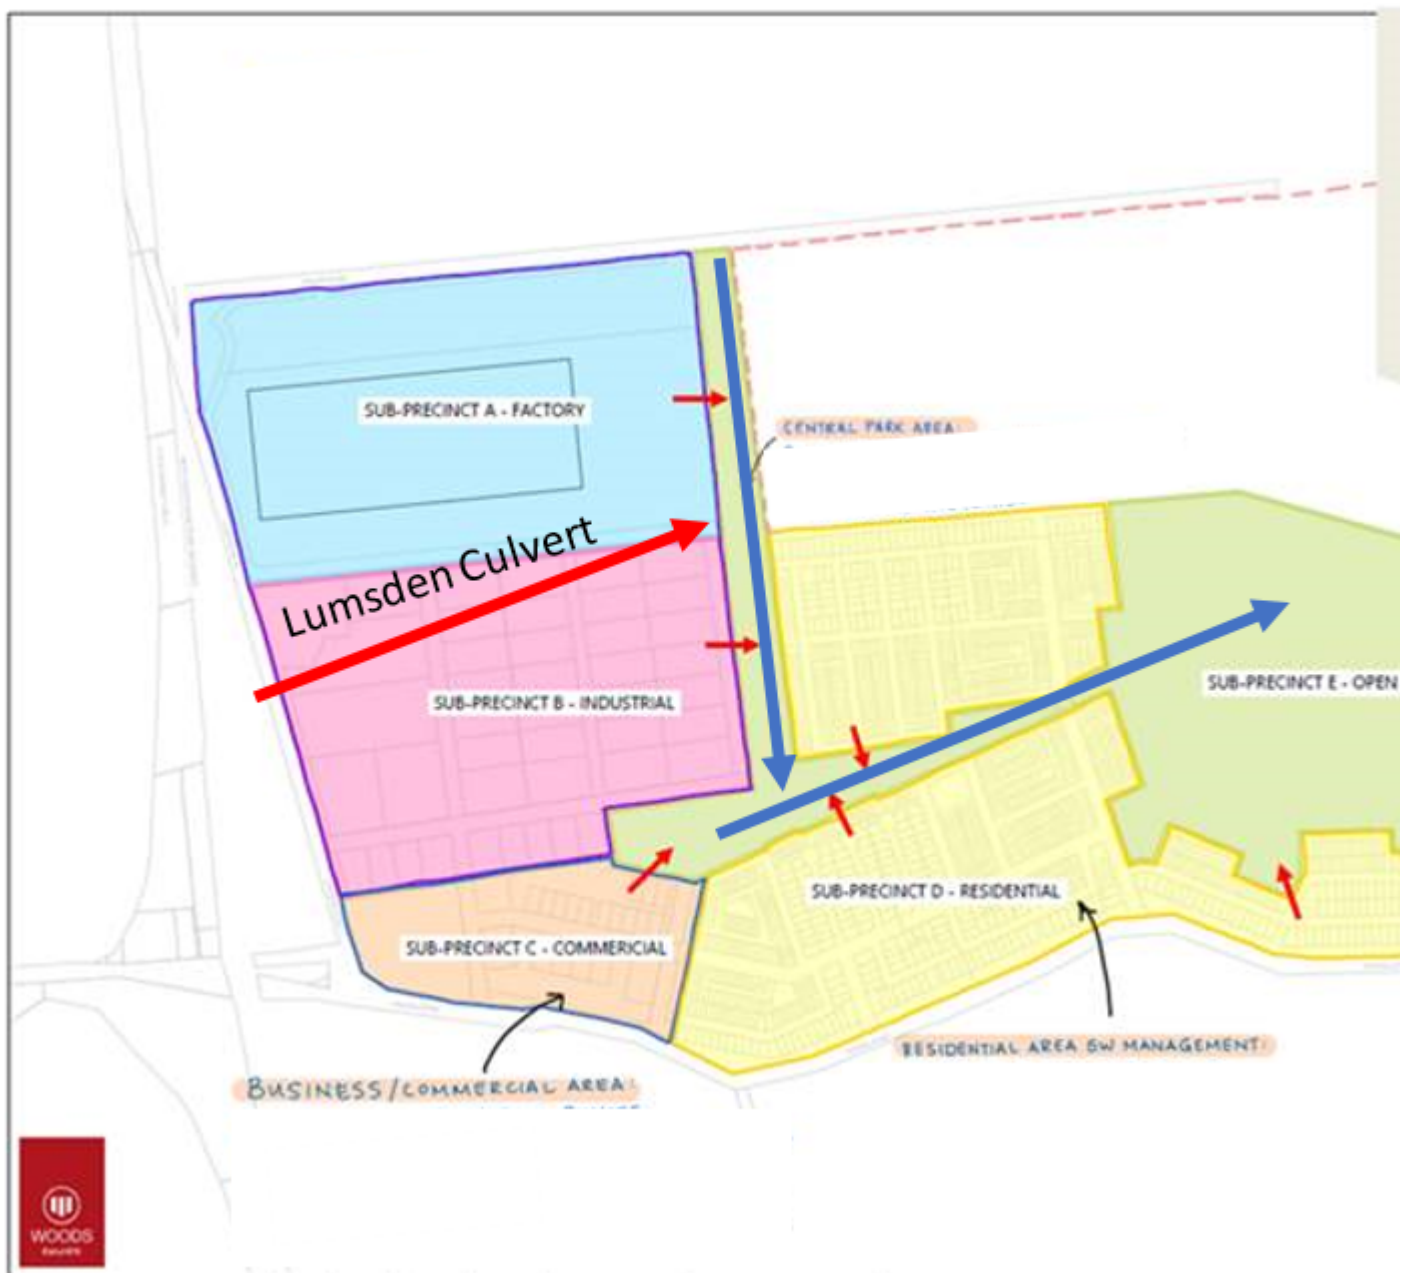 SUB-PRECINCT A - FACTORY
CENTRAL PARK AREA:
Lumsden Culvert
SUB-PRECINCT E - OPEN
SUB-PRECINCT B - INDUSTRIAL
SUB-PRECINCT D - RESIDENTIAL
SUB-PRECINCT C - COMMERICIAL
RESIDENTIAL AREA SW MANAGEMENT:
BUSINESS/COMMERCIAL AREA:
WOODS